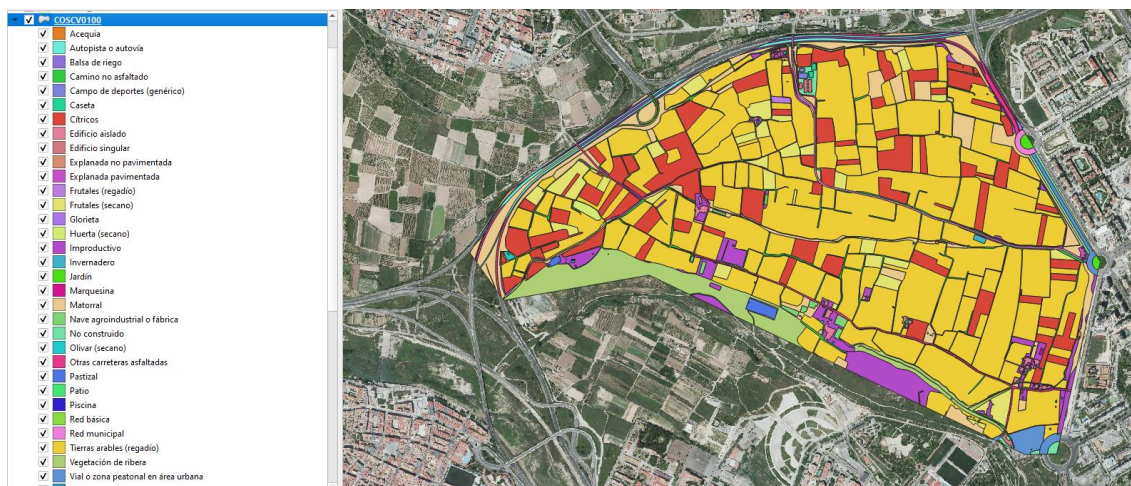 COSCV0100
Acequia
Autopista o autovía
Balsa de riego
Camino no asfaltado
Campo de deportes (genérico)
Caseta
Cítricos
Edificio aislado
Edificio singular
Explanada no pavimentada
Explanada pavimentada
Frutales (regadío)
Frutales (secano)
Glorieta
Huerta (secano)
Improductivo
Invernadero
Jardín
Marquesina
Matorral
Nave agroindustrial o fábrica
No construido
Olivar (secano)
Otras carreteras asfaltadas
Pastizal
Patio
Piscina
Red básica
Red municipal
Tierras arables (regadío)
Vegetación de ribera
Vial o zona peatonal en área urbana